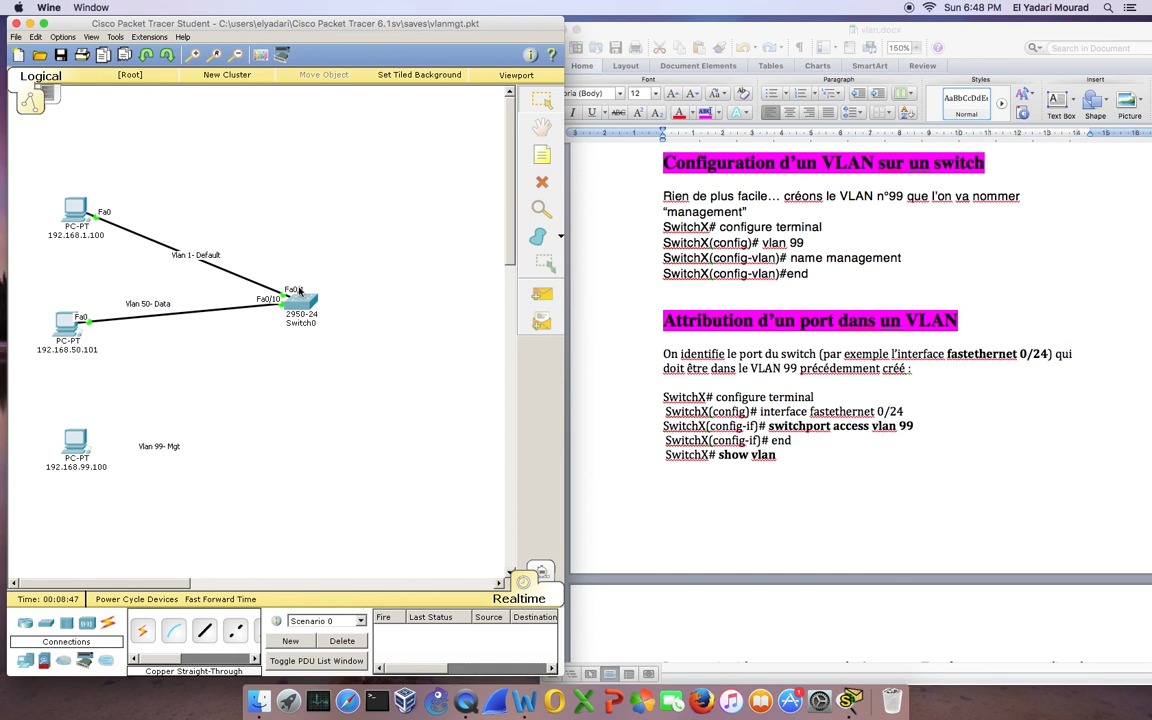 Wine Window
Sun 6:48 PM El Yadari Mourad
Cisco Packet Tracer Student - C:\users\elyadari\Cisco Packet Tracer 6.1sv\saves\vlanmgt.pkt
File Edit Options View Tools Extensions Help
Logical [Root] New Cluster Move Object Set Tiled Background Viewport
Fa0
PC-PT
192.168.1.100
Vlan 1- Default
Fa0/1
Fa0/10
2950-24
Switch0
Vlan 50- Data
Fa0
PC-PT
192.168.50.101
Vlan 99- Mgt
PC-PT
192.168.99.100
Time: 00:08:47 Power Cycle Devices Fast Forward Time
Realtime
Connections
Copper Straight-Through
Scenario 0
New Delete
Toggle PDU List Window
Fire Last Status Source Destination
vlan.docx
150%
Search in Document
Home Layout Document Elements Tables Charts SmartArt Review
Font Paragraph Styles Insert
12
AaBbCcDdEe
Normal
Text Box Shape Picture
Configuration d’un VLAN sur un switch
Rien de plus facile… créons le VLAN n°99 que l’on va nommer
“management”
SwitchX# configure terminal
SwitchX(config)# vlan 99
SwitchX(config-vlan)# name management
SwitchX(config-vlan)#end
Attribution d’un port dans un VLAN
On identifie le port du switch (par exemple l’interface fastethernet 0/24) qui
doit être dans le VLAN 99 précédemment créé :
SwitchX# configure terminal
SwitchX(config)# interface fastethernet 0/24
SwitchX(config-if)# switchport access vlan 99
SwitchX(config-if)# end
SwitchX# show vlan